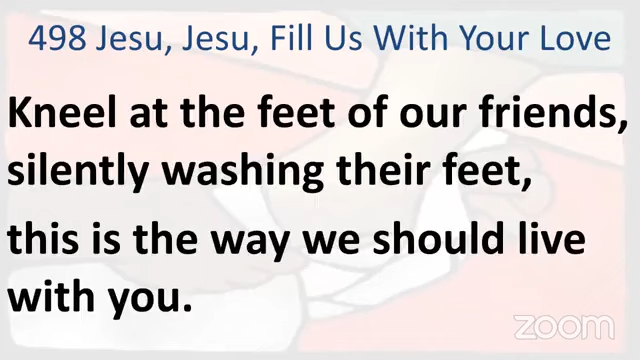 498 Jesu, Jesu, Fill Us With Your Love
Kneel at the feet of our friends,
silently washing their feet,
this is the way we should live
with you.
zoom